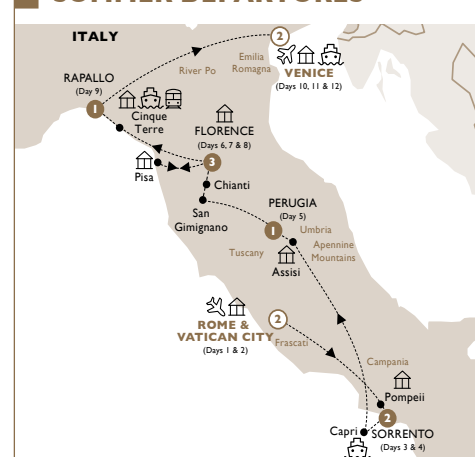 SUMMER DEPARTURES
ITALY
2
Emilia
Romagna
River Po
VENICE
(Days 10, 11 & 12)
RAPALLO
(Day 9)
1
Cinque
Terre
FLORENCE
(Days 6, 7 & 8)
3
Pisa
Chianti
San
Gimignano
PERUGIA
(Day 5)
1
Umbria
Apennine
Mountains
Tuscany
Assisi
2
ROME &
VATICAN CITY
(Days 1 & 2)
Frascati
Campania
Pompeii
2
Capri
SORRENTO
(Days 3 & 4)